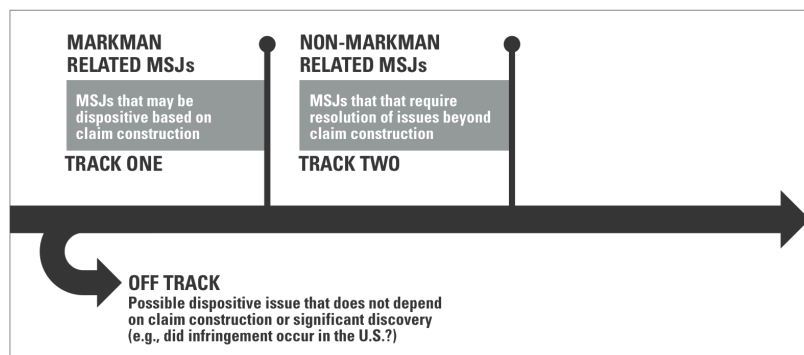 MARKMAN
RELATED MSJs
MSJs that may be
dispositive based on
claim construction
TRACK ONE
NON-MARKMAN
RELATED MSJs
MSJs that that require
resolution of issues beyond
claim construction
TRACK TWO
OFF TRACK
Possible dispositive issue that does not depend
on claim construction or significant discovery
(e.g., did infringement occur in the U.S.?)